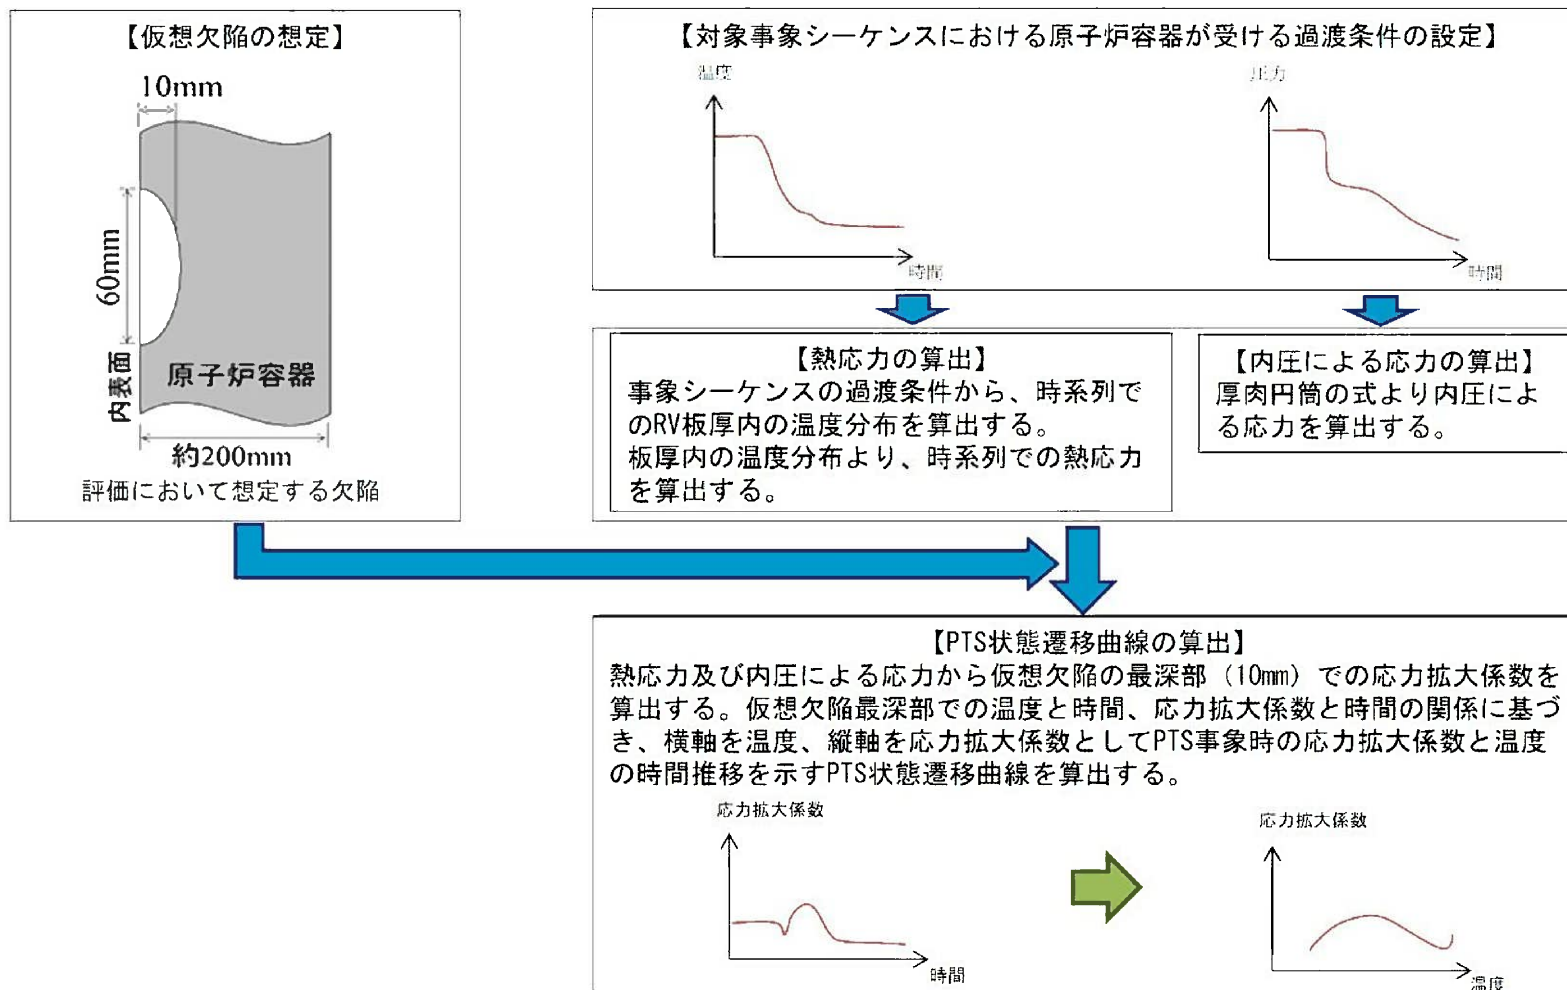 【仮想欠陥の想定】
10mm
60mm
内表面
原子炉容器
約200mm
評価において想定する欠陥
【対象事象シーケンスにおける原子炉容器が受ける過渡条件の設定】
温度
時間
圧力
時間
【熱応力の算出】
事象シーケンスの過渡条件から、時系列で
のRV板厚内の温度分布を算出する。
板厚内の温度分布より、時系列での熱応力
を算出する。
【内圧による応力の算出】
厚肉円筒の式より内圧によ
る応力を算出する。
【PTS状態遷移曲線の算出】
熱応力及び内圧による応力から仮想欠陥の最深部（10mm）での応力拡大係数を
算出する。仮想欠陥最深部での温度と時間、応力拡大係数と時間の関係に基づ
き、横軸を温度、縦軸を応力拡大係数としてPTS事象時の応力拡大係数と温度
の時間推移を示すPTS状態遷移曲線を算出する。
応力拡大係数
時間
応力拡大係数
温度